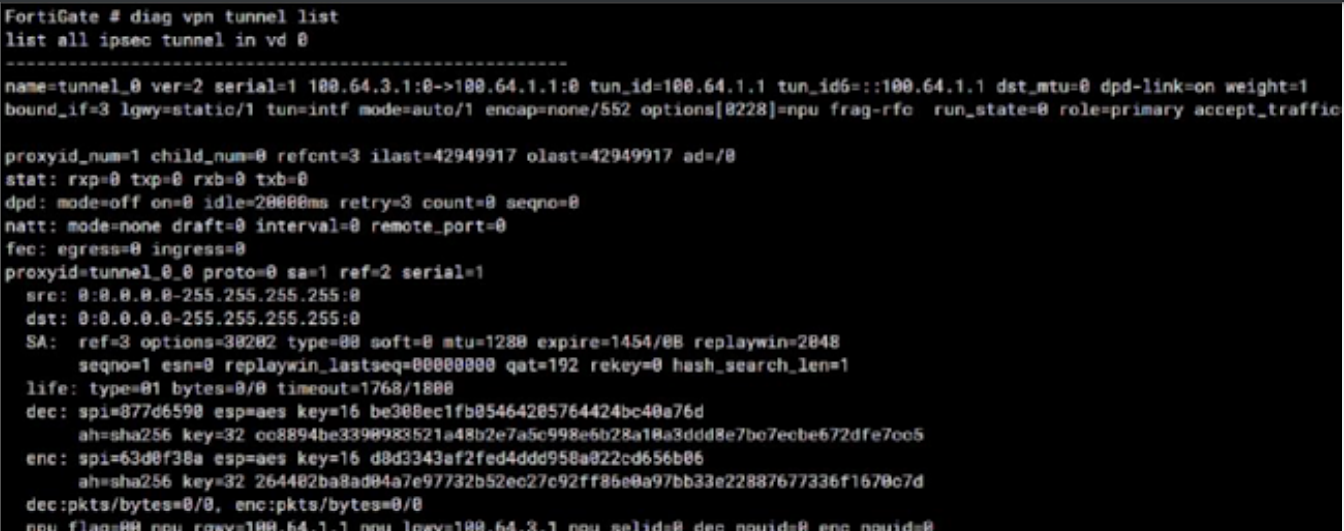 FortiGate # diag vpn tunnel list
list all ipsec tunnel in vd 0
------------------------------------------------------
name=tunnel_0 ver=2 serial=1 100.64.3.1:0->100.64.1.1:0 tun_id=100.64.1.1 tun_id6=::100.64.1.1 dst_mtu=0 dpd-link=on weight=1
bound_if=3 lgwy=static/1 tun=intf mode=auto/1 encap=none/552 options[0228]=npu frag-rfc run_state=0 role=primary accept_traffic
proxyid_num=1 child_num=0 refcnt=3 ilast=42949917 olast=42949917 ad=/0
stat: rxp=0 txp=0 rxb=0 txb=0
dpd: mode=off on=0 idle=20000ms retry=3 count=0 seqno=0
natt: mode=none draft=0 interval=0 remote_port=0
fec: egress=0 ingress=0
proxyid=tunnel_0_0 proto=0 sa=1 ref=2 serial=1
src: 0:0.0.0.0-255.255.255.255:0
dst: 0:0.0.0.0-255.255.255.255:0
SA: ref=3 options=30202 type=00 soft=0 mtu=1280 expire=1454/0B replaywin=2048
seqno=1 esn=0 replaywin_lastseq=00000000 qat=192 rekey=0 hash_search_len=1
life: type=01 bytes=0/0 timeout=1768/1800
dec: spi=877d6590 esp=aes key=16 be308ec1fb05464205764424bc40a76d
ah=sha256 key=32 cc8894be3390983521a48b2e7a5c998e6b28a10a3ddd8e7bc7ecbe672dfe7cc5
enc: spi=63d0f38a esp=aes key=16 d8d3343af2fed4ddd958a022cd656b06
ah=sha256 key=32 264402ba8ad04a7e97732b52ec27c92ff86e0a97bb33e22887677336f1670c7d
dec:pkts/bytes=0/0, enc:pkts/bytes=0/0
npu_flag=00 npu_rgwy=100.64.1.1 npu_lgwy=100.64.3.1 npu_selid=0 dec_npuid=0 enc_npuid=0